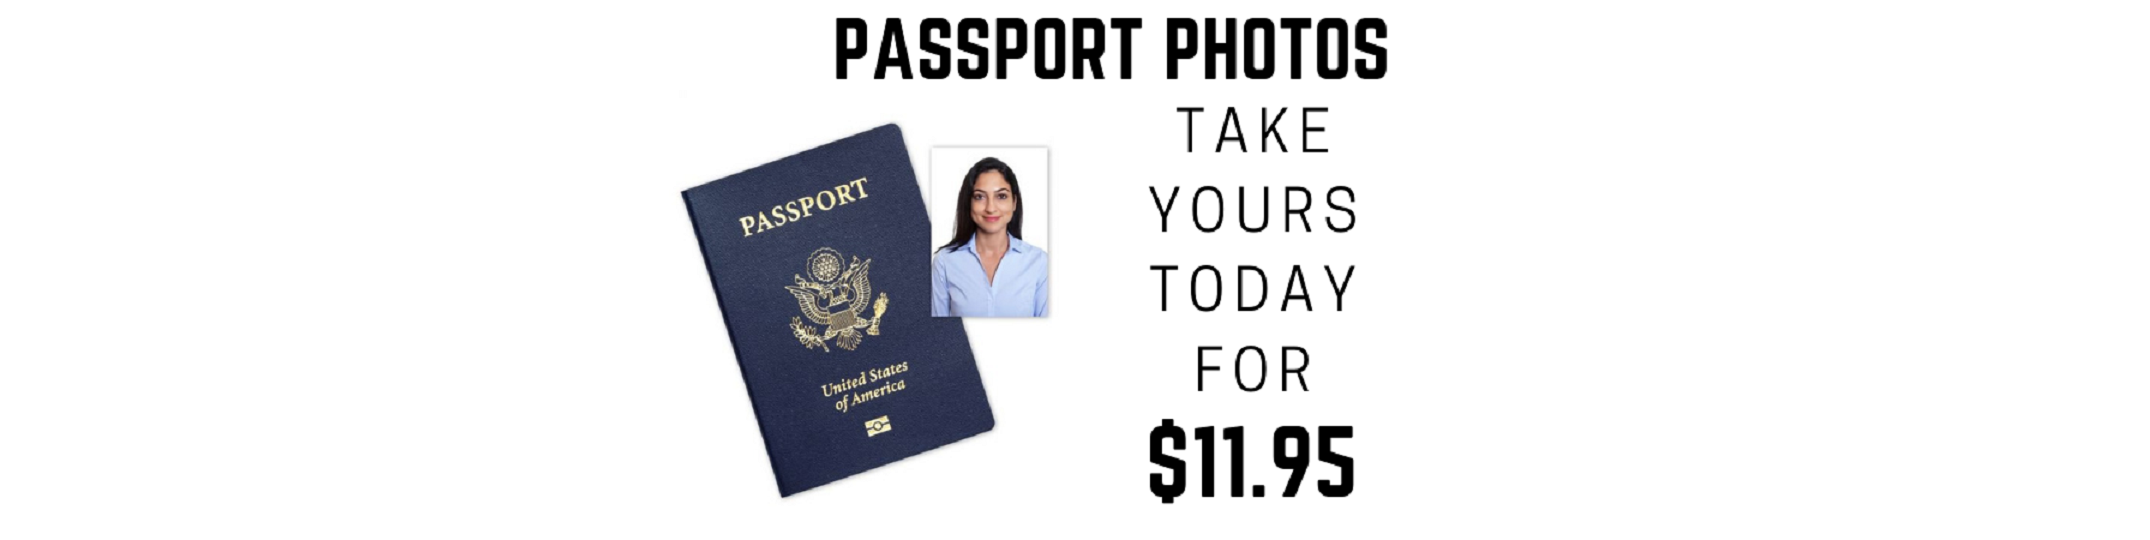 PASSPORT PHOTOS
PASSPORT
United States
of America
TAKE
YOURS
TODAY
FOR
$11.95